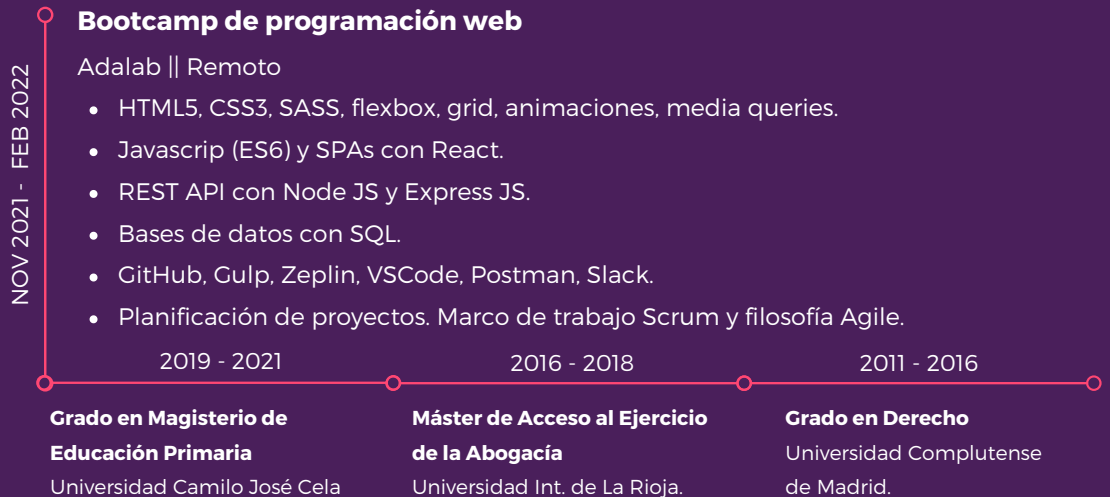 Bootcamp de programación web
Adalab || Remoto
NOV 2021 - FEB 2022
• HTML5, CSS3, SASS, flexbox, grid, animaciones, media queries.
• Javascrip (ES6) y SPAs con React.
• REST API con Node JS y Express JS.
• Bases de datos con SQL.
• GitHub, Gulp, Zeplin, VSCode, Postman, Slack.
• Planificación de proyectos. Marco de trabajo Scrum y filosofía Agile.
2019 - 2021
Grado en Magisterio de
Educación Primaria
Universidad Camilo José Cela
2016 - 2018
Máster de Acceso al Ejercicio
de la Abogacía
Universidad Int. de La Rioja.
2011 - 2016
Grado en Derecho
Universidad Complutense
de Madrid.